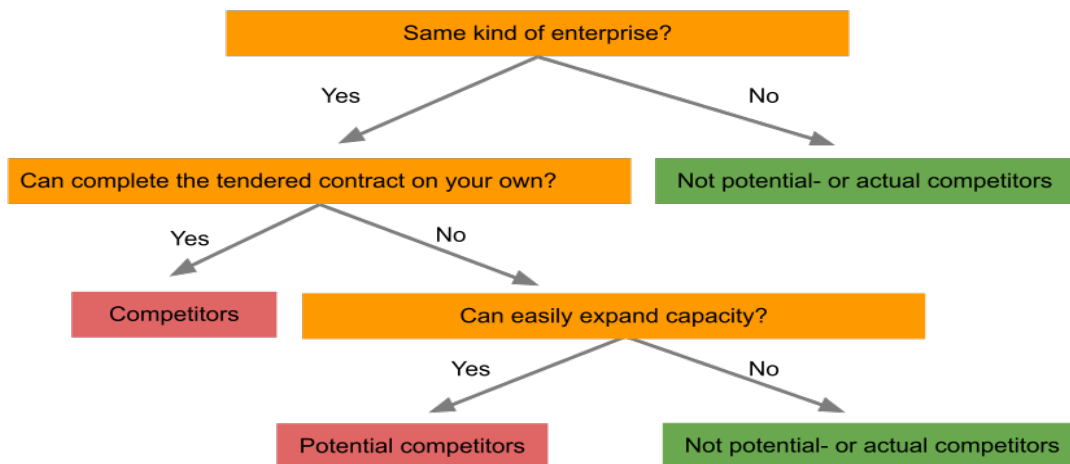 Same kind of enterprise?
Yes
No
Can complete the tendered contract on your own?
Not potential- or actual competitors
Yes
No
Competitors
Can easily expand capacity?
Yes
No
Potential competitors
Not potential- or actual competitors